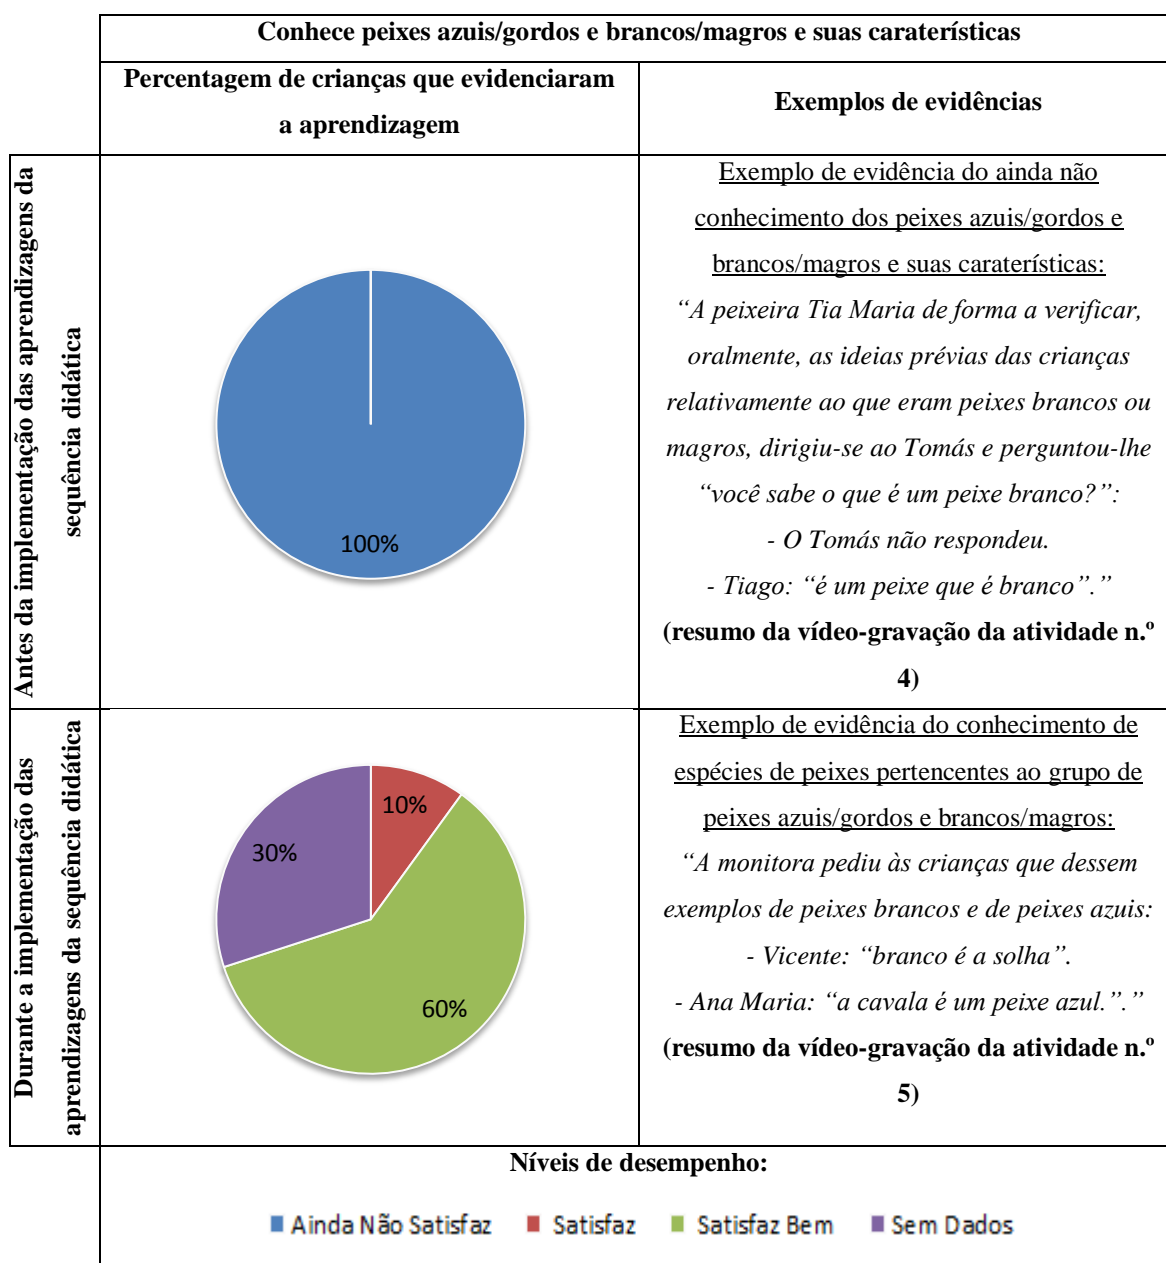 Conhece peixes azuis/gordos e brancos/magros e suas caraterísticas
Percentagem de crianças que evidenciaram
a aprendizagem
Exemplos de evidências
Antes da implementação das aprendizagens da
sequência didática
100%
Exemplo de evidência do ainda não
conhecimento dos peixes azuis/gordos e
brancos/magros e suas caraterísticas:
“A peixeira Tia Maria de forma a verificar,
oralmente, as ideias prévias das crianças
relativamente ao que eram peixes brancos ou
magros, dirigiu-se ao Tomás e perguntou-lhe
“você sabe o que é um peixe branco?”:
- O Tomás não respondeu.
- Tiago: “é um peixe que é branco”.”
(resumo da vídeo-gravação da atividade n.º
4)
Durante a implementação das
aprendizagens da sequência didática
10%
30%
60%
Exemplo de evidência do conhecimento de
espécies de peixes pertencentes ao grupo de
peixes azuis/gordos e brancos/magros:
“A monitora pediu às crianças que dessem
exemplos de peixes brancos e de peixes azuis:
- Vicente: “branco é a solha”.
- Ana Maria: “a cavala é um peixe azul.”.”
(resumo da vídeo-gravação da atividade n.º
5)
Níveis de desempenho:
Ainda Não Satisfaz Satisfaz Satisfaz Bem Sem Dados